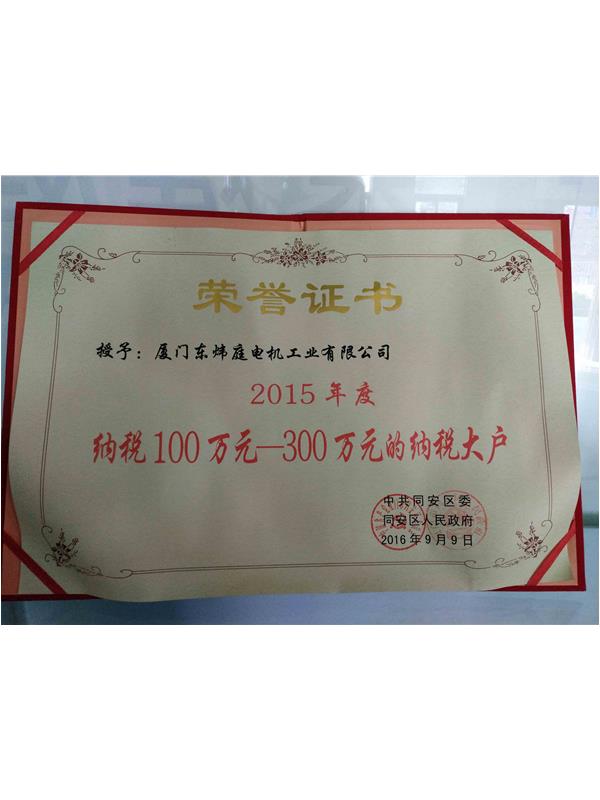 荣誉证书
授予：厦门东炜庭电机工业有限公司
2015年度
纳税100万元—300万元的纳税大户
中共同安区委
同安区人民政府
2016年9月9日